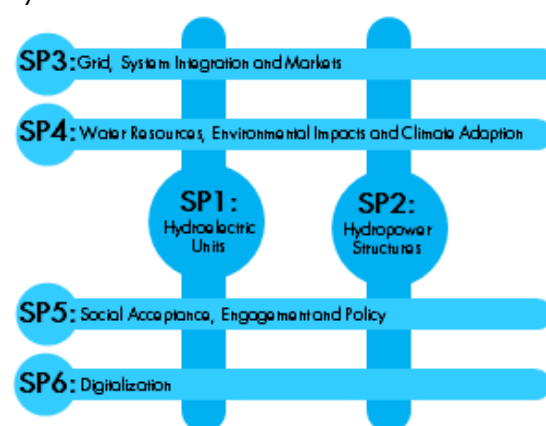 SP3: Grid, System Integration and Markets
SP4: Water Resources, Environmental Impacts and Climate Adaption
SP1:
Hydroelectric
Units
SP2:
Hydropower
Structures
SP5: Social Acceptance, Engagement and Policy
SP6: Digitalization